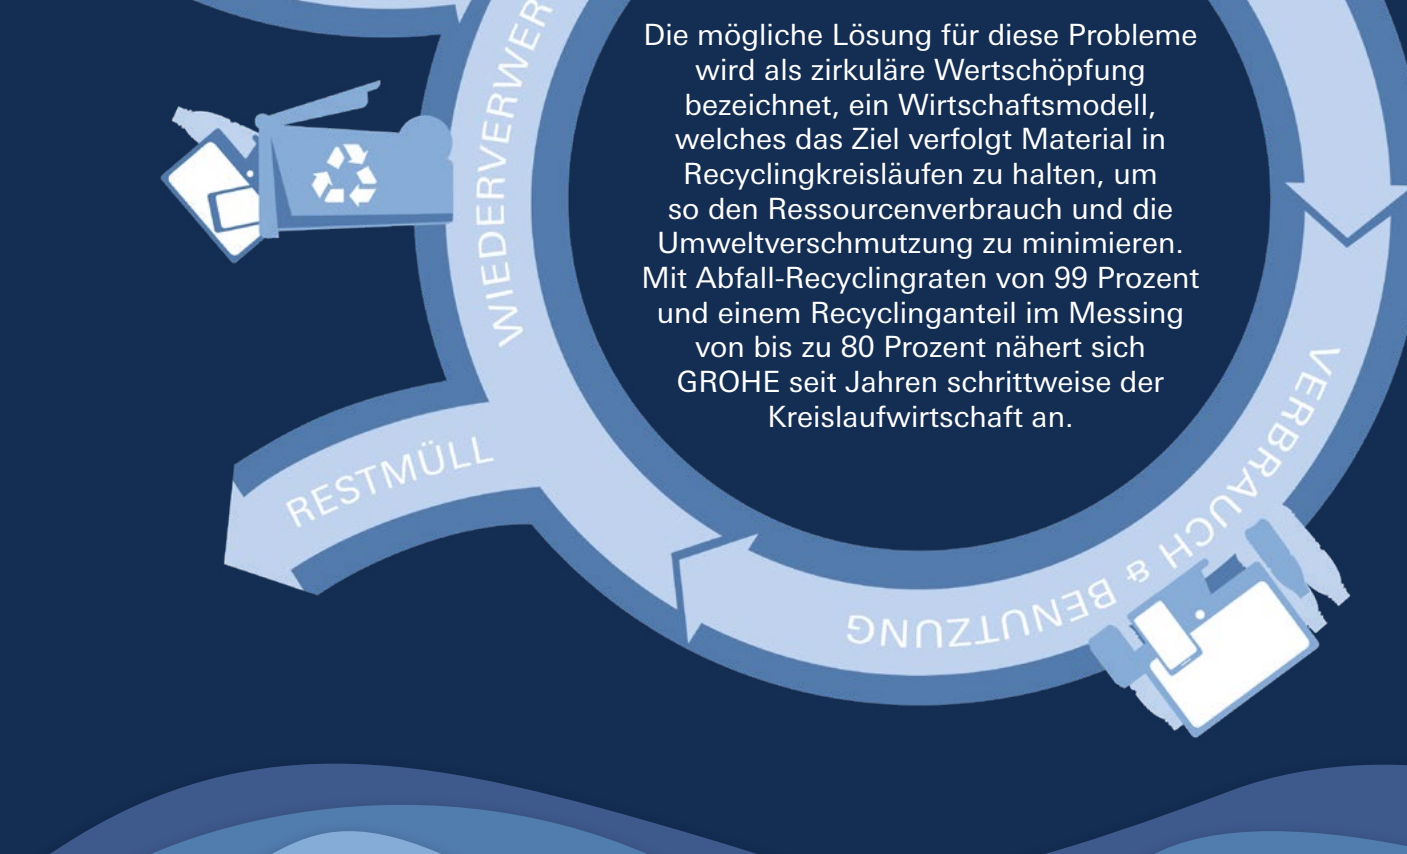 Die mögliche Lösung für diese Probleme
wird als zirkuläre Wertschöpfung
bezeichnet, ein Wirtschaftsmodell,
welches das Ziel verfolgt Material in
Recyclingkreisläufen zu halten, um
so den Ressourcenverbrauch und die
Umweltverschmutzung zu minimieren.
Mit Abfall-Recyclingraten von 99 Prozent
und einem Recyclinganteil im Messing
von bis zu 80 Prozent nähert sich
GROHE seit Jahren schrittweise der
Kreislaufwirtschaft an.
WIEDERVERWER
RESTMÜLL
VERBRAUCH & BENUTZUNG